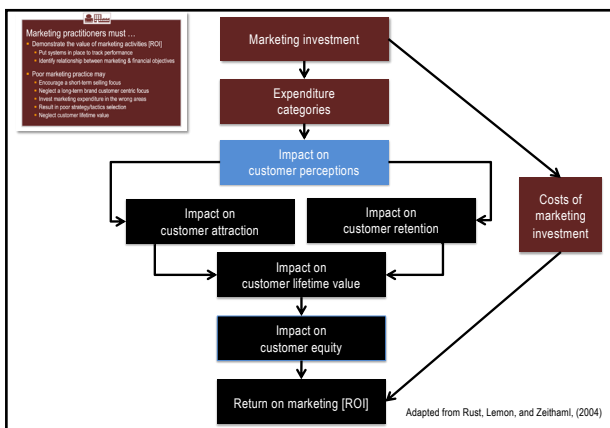 Marketing practitioners must …
• Demonstrate the value of marketing activities [ROI]
• Put systems in place to track performance
• Identify relationship between marketing & financial objectives
• Poor marketing practice may
• Encourage a short-term selling focus
• Neglect a long-term brand customer centric focus
• Invest marketing expenditure in the wrong areas
• Result in poor strategy/tactics selection
• Neglect customer lifetime value
Marketing investment
Expenditure
categories
Impact on
customer perceptions
Impact on
customer attraction
Impact on
customer retention
Costs of
marketing
investment
Impact on
customer lifetime value
Impact on
customer equity
Return on marketing [ROI]
Adapted from Rust, Lemon, and Zeithaml, (2004)